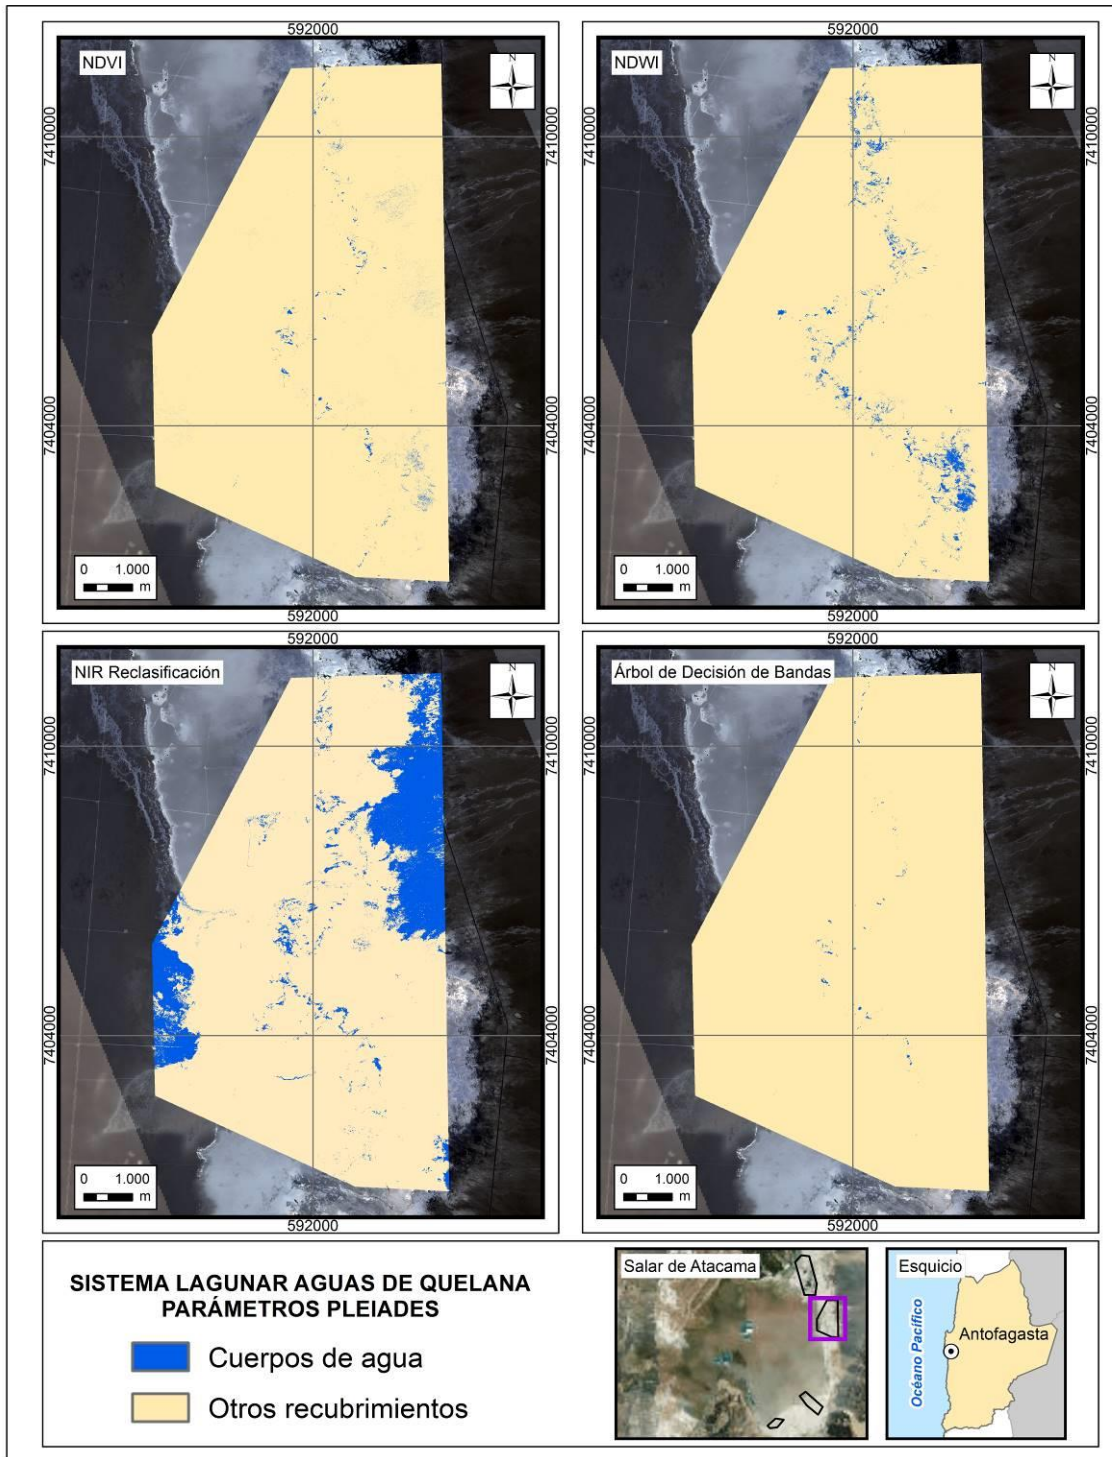 592000
592000
NDVI
N
NDWI
N
7410000
7410000
7410000
7410000
7404000
7404000
7404000
7404000
0 1.000
m
0 1.000
m
592000
592000
592000
592000
NIR Reclasificación
N
Árbol de Decisión de Bandas
N
7410000
7410000
7410000
7410000
7404000
7404000
7404000
7404000
0 1.000
m
0 1.000
m
592000
592000
SISTEMA LAGUNAR AGUAS DE QUELANA
PARÁMETROS PLEIADES
Cuerpos de agua
Otros recubrimientos
Salar de Atacama
Esquicio
Océano Pacífico
Antofagasta